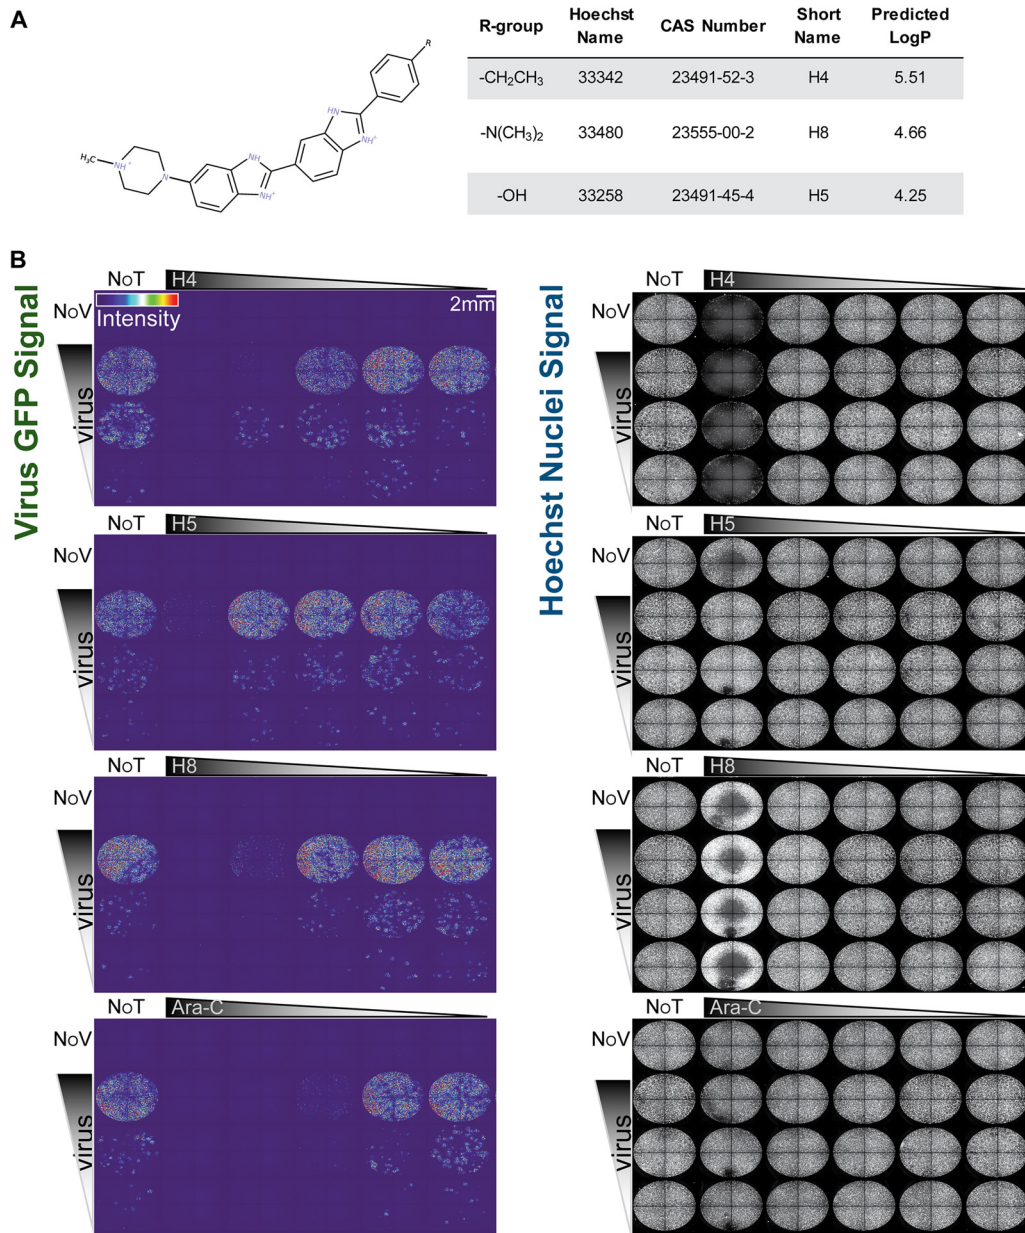 A
R
HN
NH+
NH
NH+
N
NH+
H₃C
R-group Hoechst Name CAS Number Short Name Predicted LogP
-CH₂CH₃ 33342 23491-52-3 H4 5.51
-N(CH₃)₂ 33480 23555-00-2 H8 4.66
-OH 33258 23491-45-4 H5 4.25
B
Virus GFP Signal
NoT H4
Intensity
2mm
NoV
virus
NoT H5
NoV
virus
NoT H8
NoV
virus
NoT Ara-C
NoV
virus
Hoechst Nuclei Signal
NoT H4
NoV
virus
NoT H5
NoV
virus
NoT H8
NoV
virus
NoT Ara-C
NoV
virus